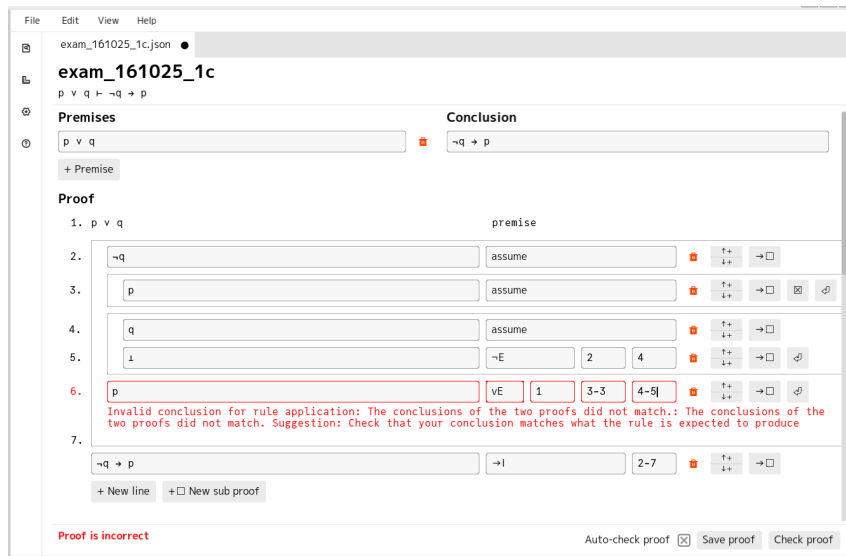 File Edit View Help
exam_161025_1c.json ●
exam_161025_1c
p ∨ q ⊢ ¬q → p
Premises Conclusion
p ∨ q ¬q → p
+ Premise
Proof
1. p ∨ q premise
2. ¬q assume ↑+ ↓+ →□
3. p assume ↑+ ↓+ →□
4. q assume ↑+ ↓+ →□
5. ⊥ ¬E 2 4 ↑+ ↓+ →□
6. p ∨E 1 3-3 4-5 ↑+ ↓+ →□
Invalid conclusion for rule application: The conclusions of the two proofs did not match.: The conclusions of the
two proofs did not match. Suggestion: Check that your conclusion matches what the rule is expected to produce
7.
¬q → p →I 2-7 ↑+ ↓+ →□
+ New line +□ New sub proof
Proof is incorrect Auto-check proof Save proof Check proof